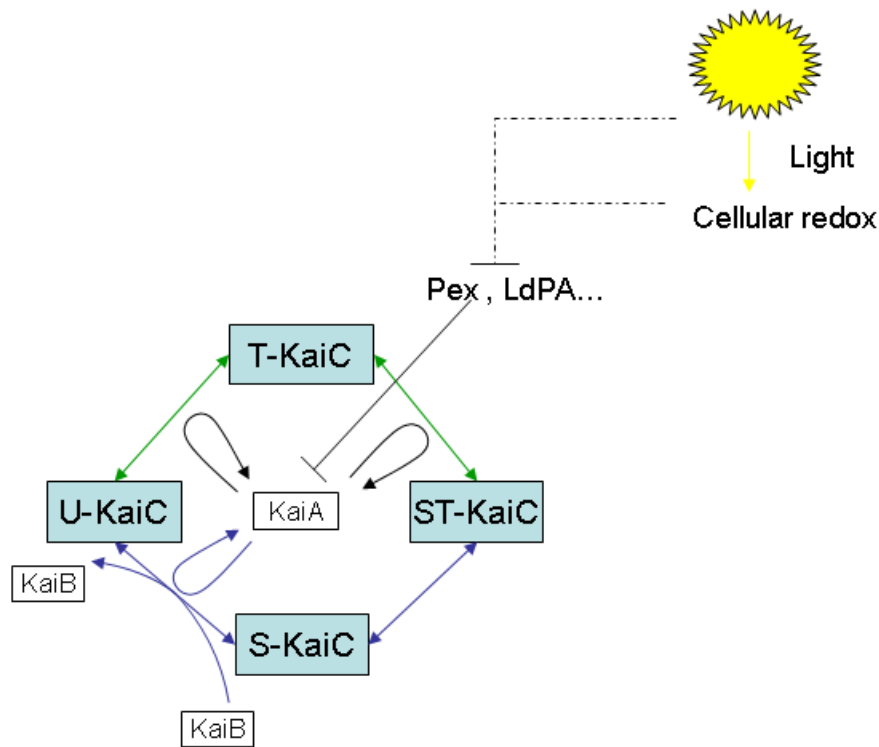 Light
Cellular redox
Pex , LdPA...
T-KaiC
U-KaiC
KaiA
ST-KaiC
KaiB
S-KaiC
KaiB